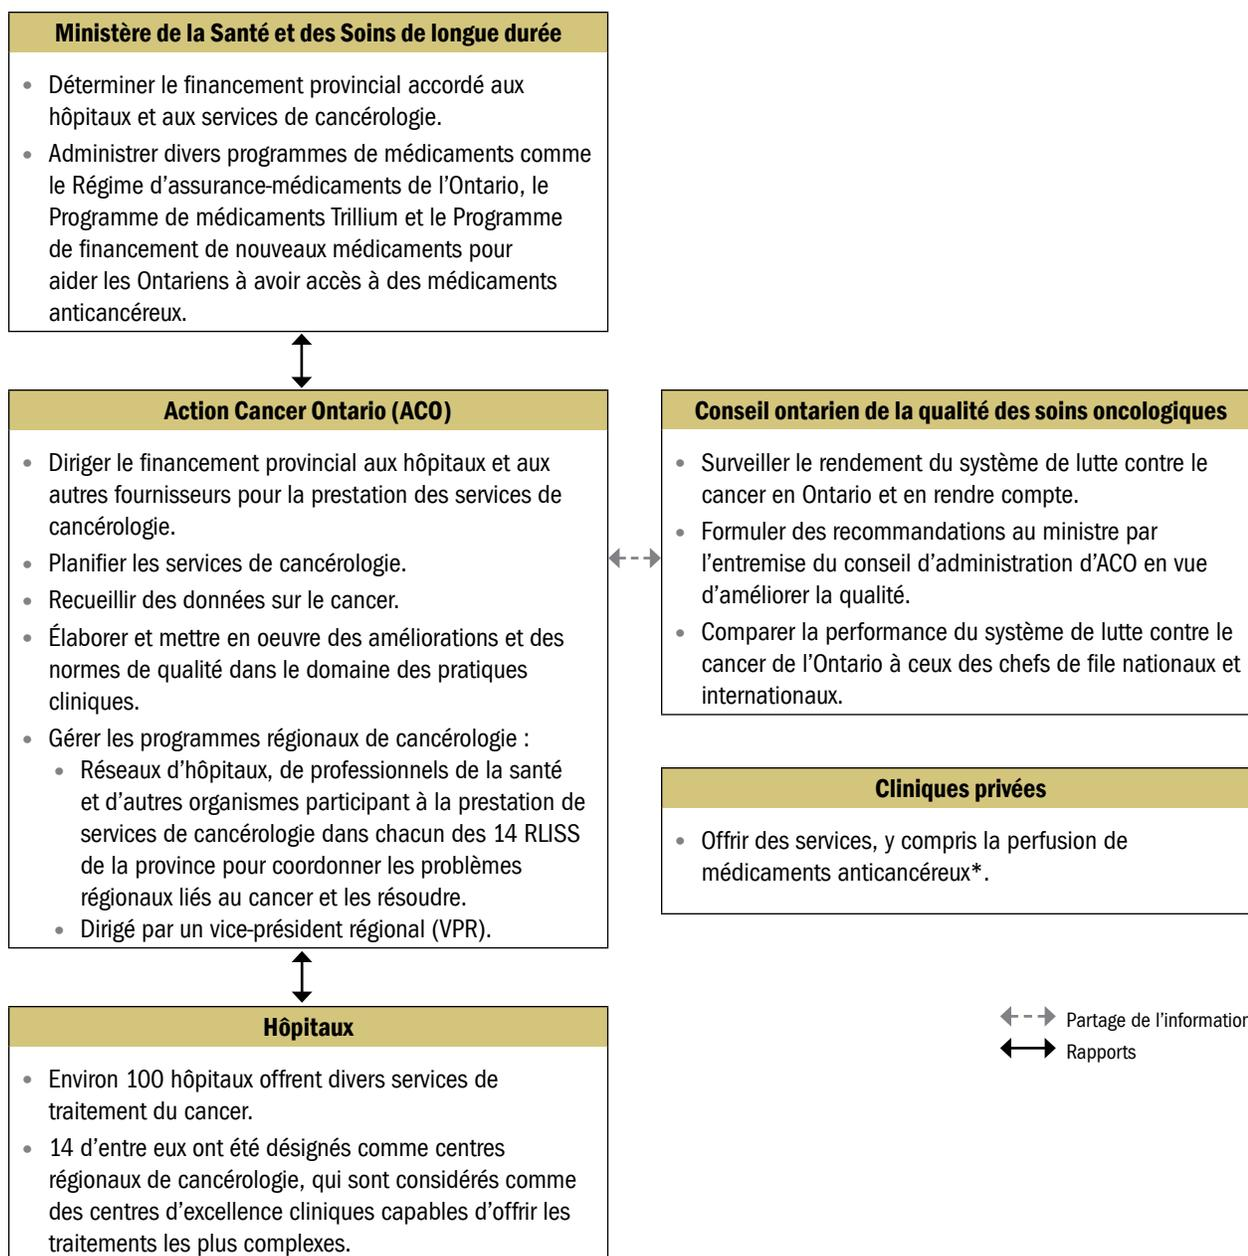 Ministère de la Santé et des Soins de longue durée
• Déterminer le financement provincial accordé aux
hôpitaux et aux services de cancérologie.
• Administrer divers programmes de médicaments comme
le Régime d'assurance-médicaments de l'Ontario, le
Programme de médicaments Trillium et le Programme
de financement de nouveaux médicaments pour
aider les Ontariens à avoir accès à des médicaments
anticancéreux.
Action Cancer Ontario (ACO)
• Diriger le financement provincial aux hôpitaux et aux
autres fournisseurs pour la prestation des services de
cancérologie.
• Planifier les services de cancérologie.
• Recueillir des données sur le cancer.
• Élaborer et mettre en oeuvre des améliorations et des
normes de qualité dans le domaine des pratiques
cliniques.
• Gérer les programmes régionaux de cancérologie :
• Réseaux d'hôpitaux, de professionnels de la santé
et d'autres organismes participant à la prestation de
services de cancérologie dans chacun des 14 RLISS
de la province pour coordonner les problèmes
régionaux liés au cancer et les résoudre.
• Dirigé par un vice-président régional (VPR).
Conseil ontarien de la qualité des soins oncologiques
• Surveiller le rendement du système de lutte contre le
cancer en Ontario et en rendre compte.
• Formuler des recommandations au ministre par
l'entremise du conseil d'administration d'ACO en vue
d'améliorer la qualité.
• Comparer la performance du système de lutte contre le
cancer de l'Ontario à ceux des chefs de file nationaux et
internationaux.
Cliniques privées
• Offrir des services, y compris la perfusion de
médicaments anticancéreux*.
Hôpitaux
• Environ 100 hôpitaux offrent divers services de
traitement du cancer.
• 14 d'entre eux ont été désignés comme centres
régionaux de cancérologie, qui sont considérés comme
des centres d'excellence cliniques capables d'offrir les
traitements les plus complexes.
Partage de l'information
Rapports